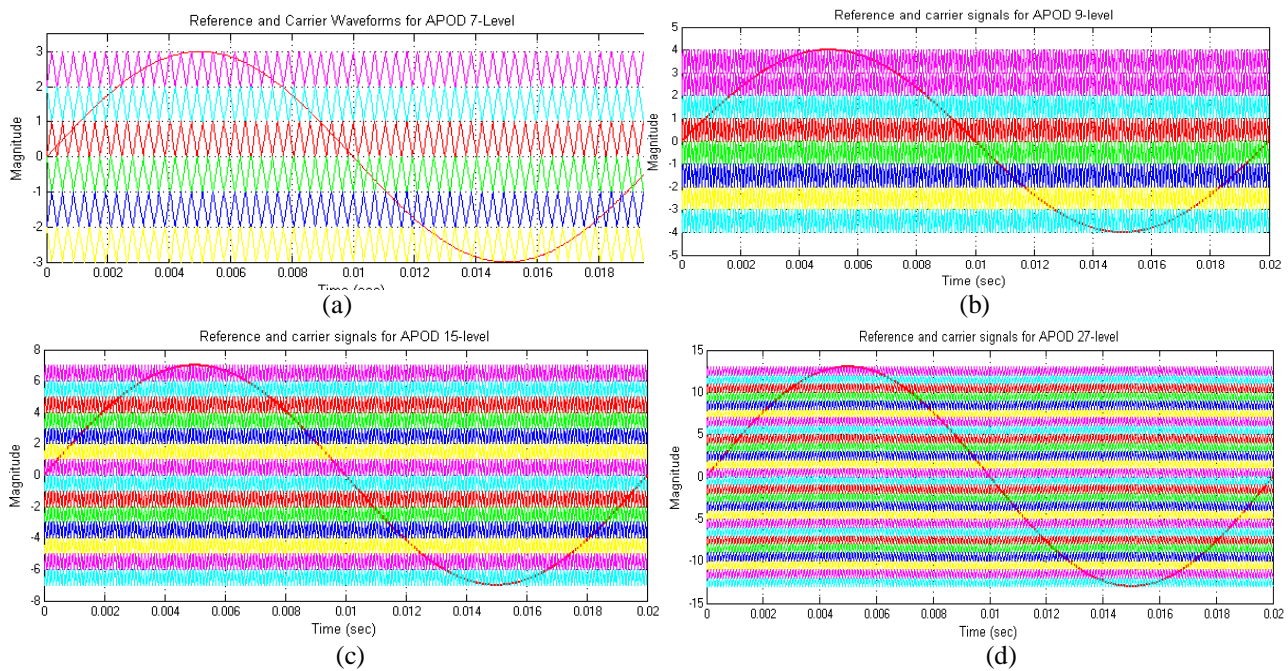 Reference and Carrier Waveforms for APOD 7-Level
3
2
1
0
-1
-2
-3
Magnitude
0 0.002 0.004 0.006 0.008 0.01 0.012 0.014 0.016 0.018
Time (sec)
(a)
Reference and carrier signals for APOD 9-level
5
4
3
2
1
0
-1
-2
-3
-4
-5
Magnitude
0 0.002 0.004 0.006 0.008 0.01 0.012 0.014 0.016 0.018 0.02
Time (sec)
(b)
Reference and carrier signals for APOD 15-level
8
6
4
2
0
-2
-4
-6
-8
Magnitude
0 0.002 0.004 0.006 0.008 0.01 0.012 0.014 0.016 0.018 0.02
Time (sec)
(c)
Reference and carrier signals for APOD 27-level
15
10
5
0
-5
-10
-15
Magnitude
0 0.002 0.004 0.006 0.008 0.01 0.012 0.014 0.016 0.018 0.02
Time (sec)
(d)